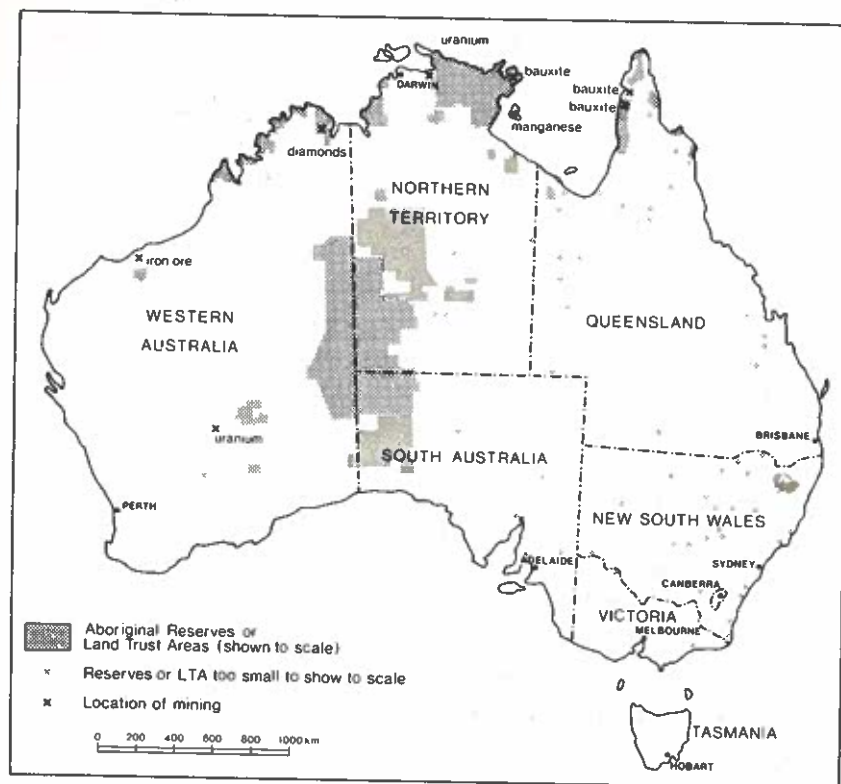 uranium
bauxite
DARWIN
bauxite
bauxite
manganese
diamonds
NORTHERN
TERRITORY
iron ore
WESTERN
AUSTRALIA
QUEENSLAND
uranium
BRISBANE
SOUTH AUSTRALIA
PERTH
NEW SOUTH WALES
ADELAIDE
SYDNEY
CANBERRA
VICTORIA
MELBOURNE
Aboriginal Reserves or
Land Trust Areas (shown to scale)
Reserves or LTA too small to show to scale
Location of mining
0 200 400 600 800 1000 km
TASMANIA
HOBART